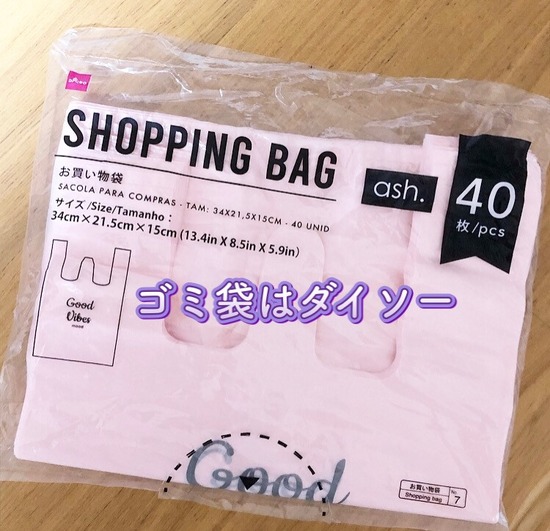 DAISO
SHOPPING BAG
お買い物袋
SACOLA PARA COMPRAS - TAM: 34X21,5X15CM - 40 UNID
サイズ/Size/Tamanho：
34cm×21.5cm×15cm (13.4in X 8.5in X 5.9in)
ash.
40
枚/pcs
Good
Vibes
mood
ゴミ袋はダイソー
Good
お買い物袋
Shopping bag
No.
7